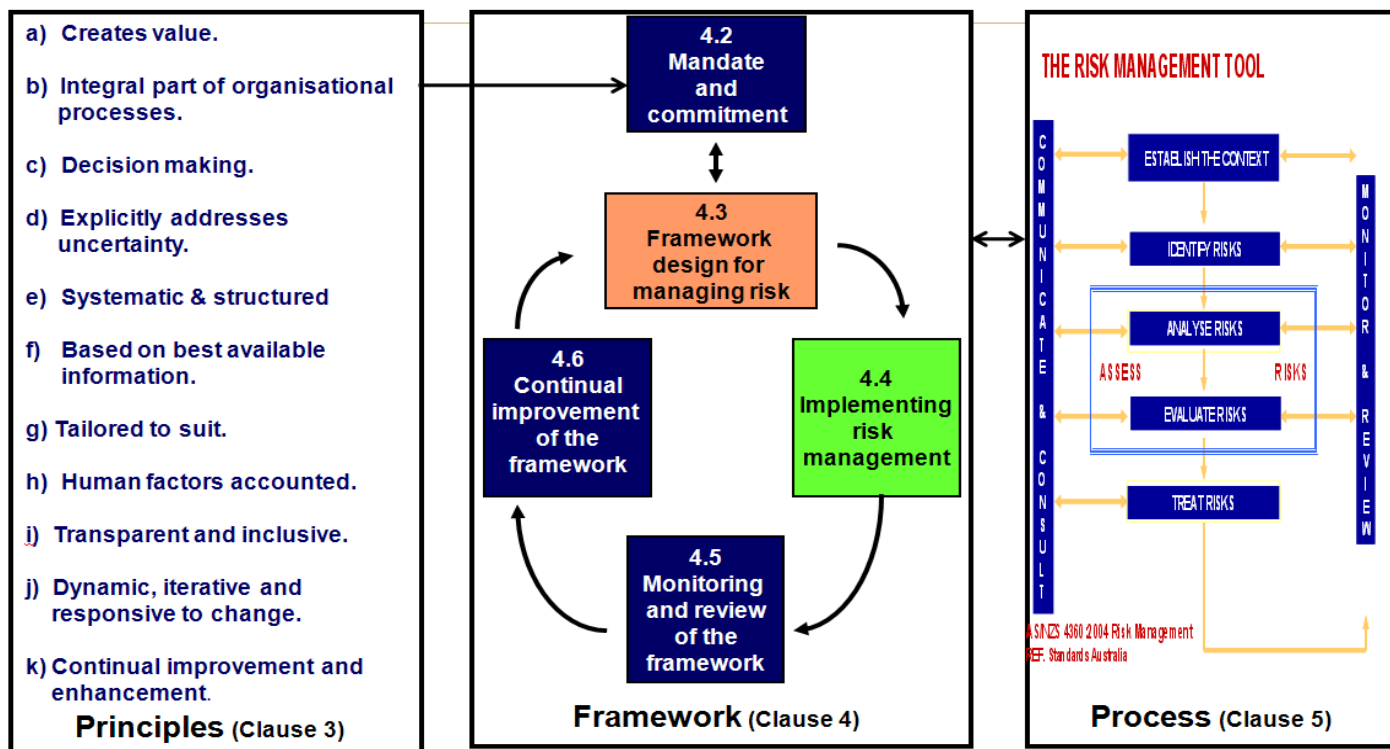 a) Creates value.
b) Integral part of organisational
processes.
c) Decision making.
d) Explicitly addresses
uncertainty.
e) Systematic & structured
f) Based on best available
information.
g) Tailored to suit.
h) Human factors accounted.
i) Transparent and inclusive.
j) Dynamic, iterative and
responsive to change.
k) Continual improvement and
enhancement.
Principles (Clause 3)
4.2
Mandate
and
commitment
4.3
Framework
design for
managing risk
4.4
Implementing
risk
management
4.5
Monitoring
and review
of the
framework
4.6
Continual
improvement
of the
framework
Framework (Clause 4)
THE RISK MANAGEMENT TOOL
COMMUNICATE & CONSULT
ESTABLISH THE CONTEXT
IDENTIFY RISKS
ANALYSE RISKS
ASSESS RISKS
EVALUATE RISKS
TREAT RISKS
MONITOR & REVIEW
AS/NZS 4360:2004 Risk Management
REF. Standards Australia
Process (Clause 5)